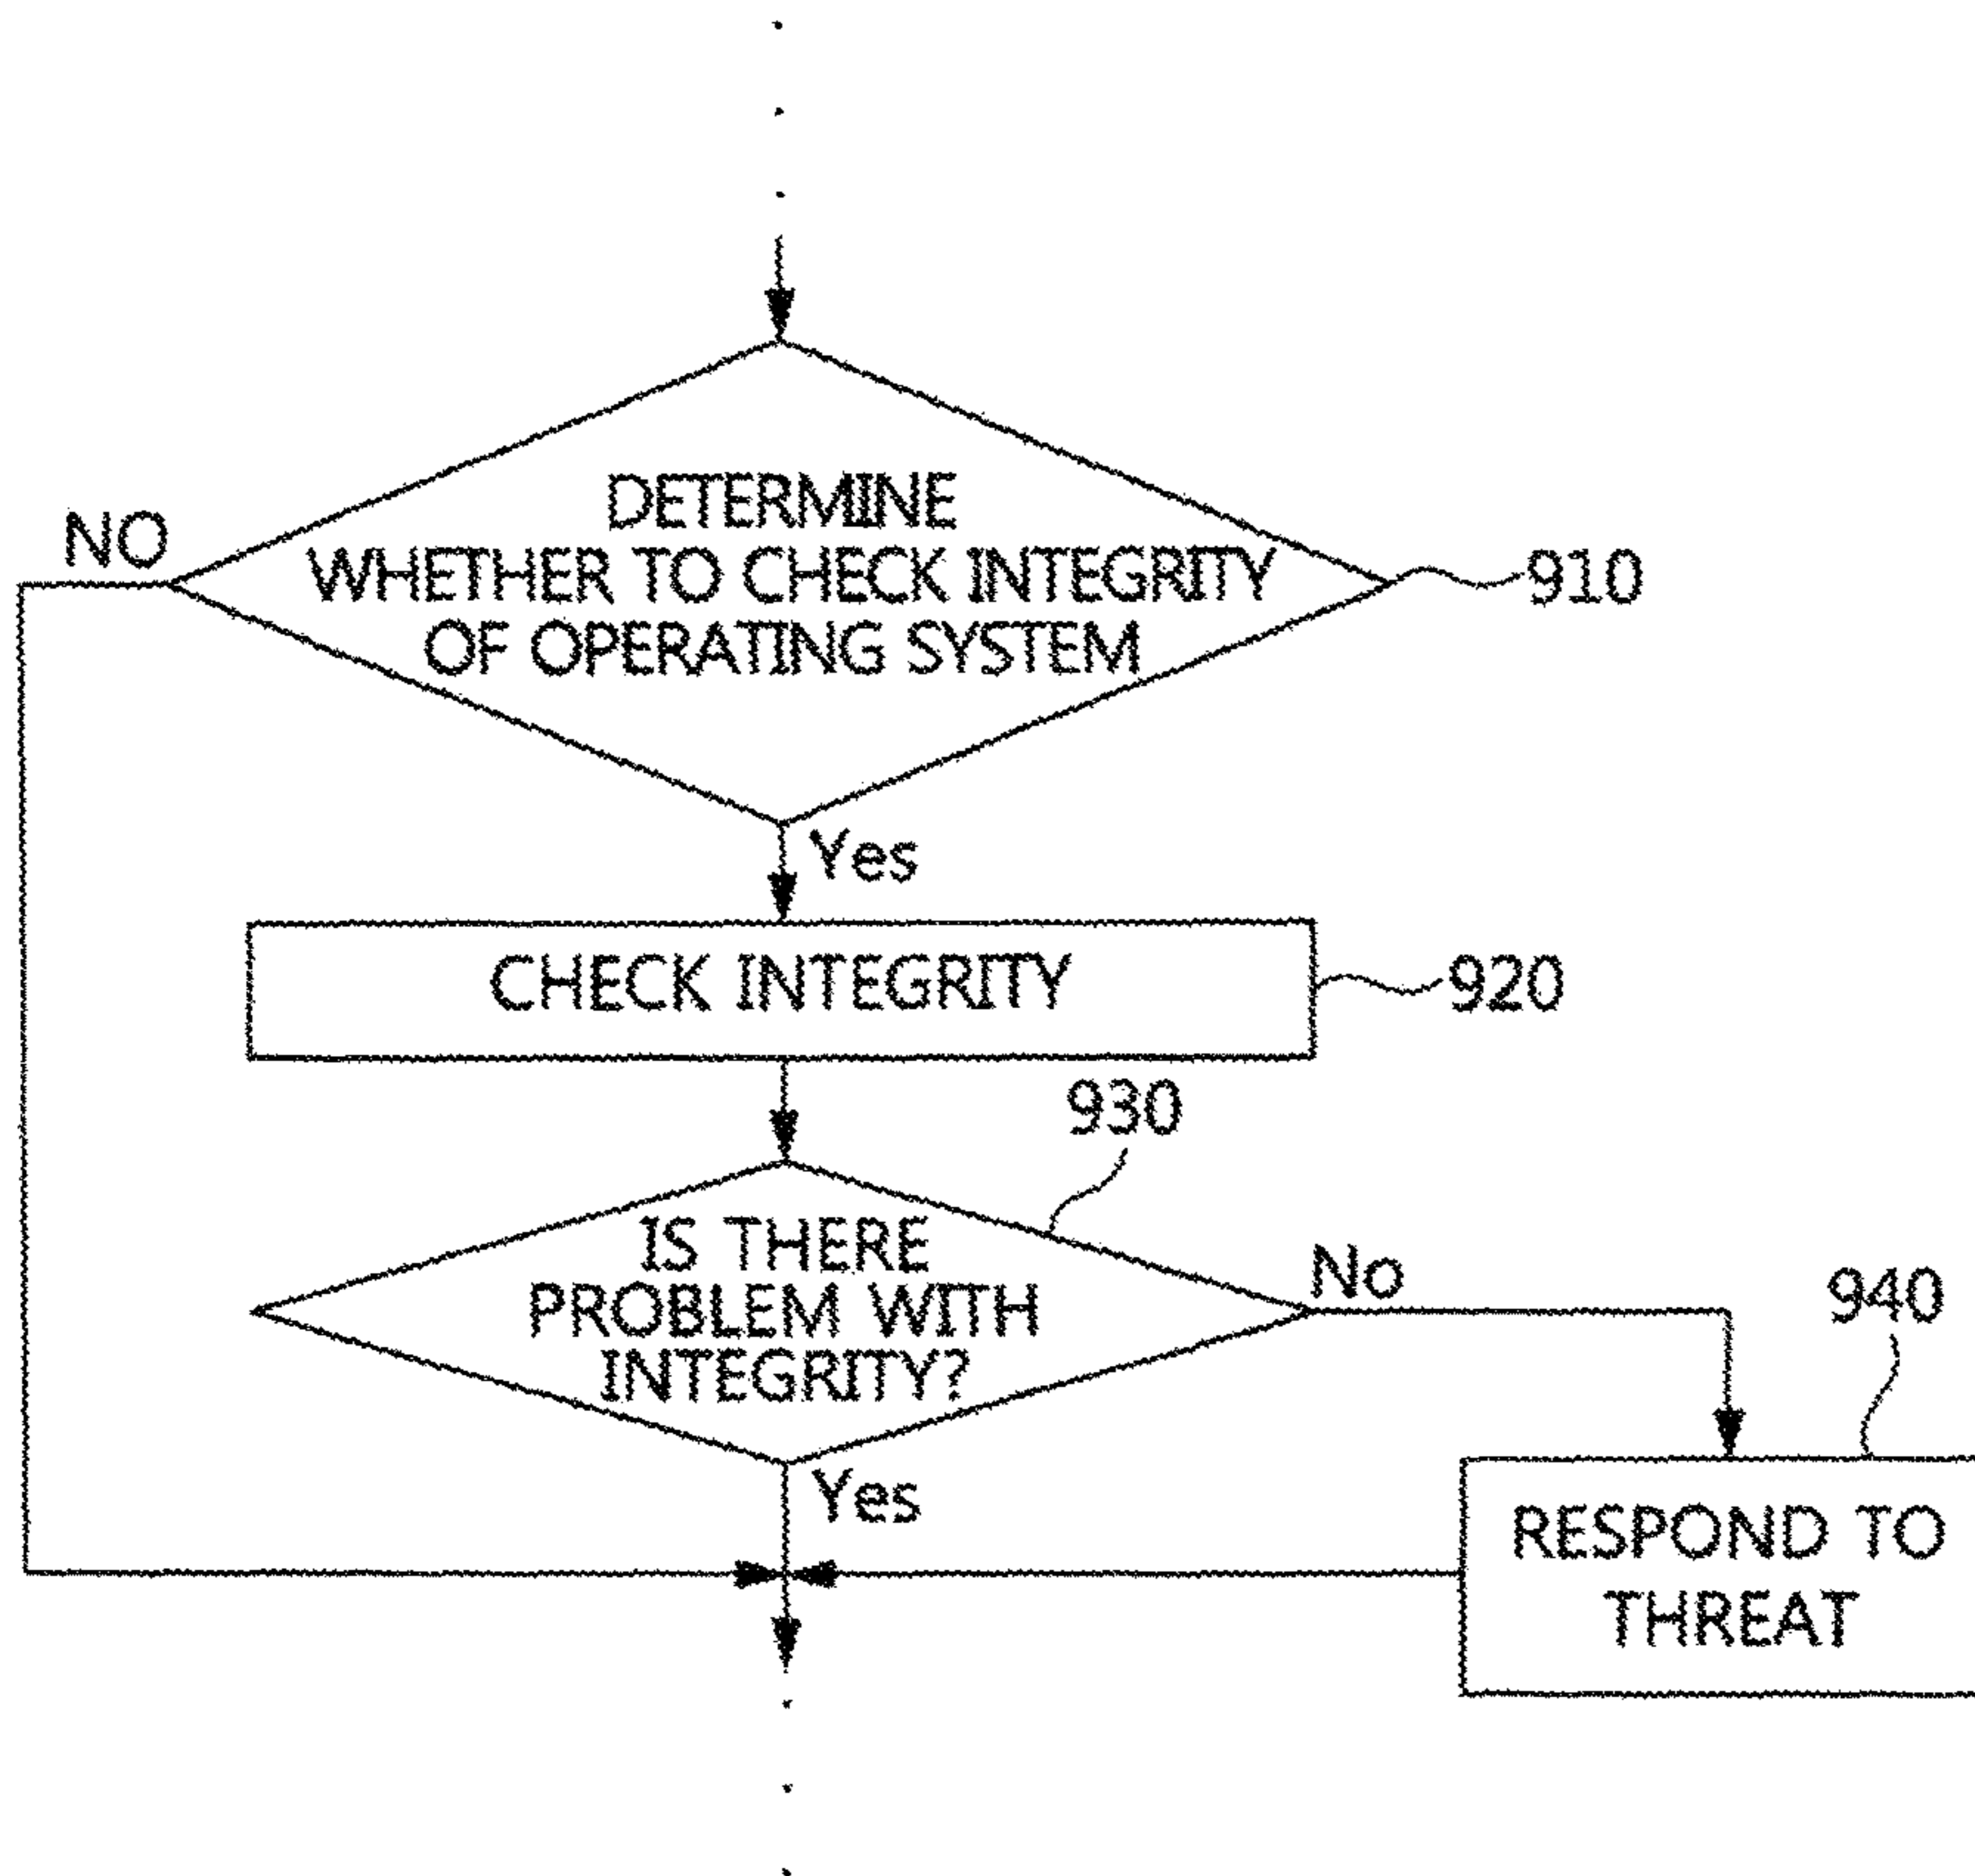 DETERMINE
NO
WHETHER TO CHECK INTEGRITY
910
OF OPERATING SYSTEM
Yes
CHECK INTEGRITY
920
930
IS THERE
PROBLEM WITH
INTEGRITY?
No
940
Yes
RESPOND TO
THREAT